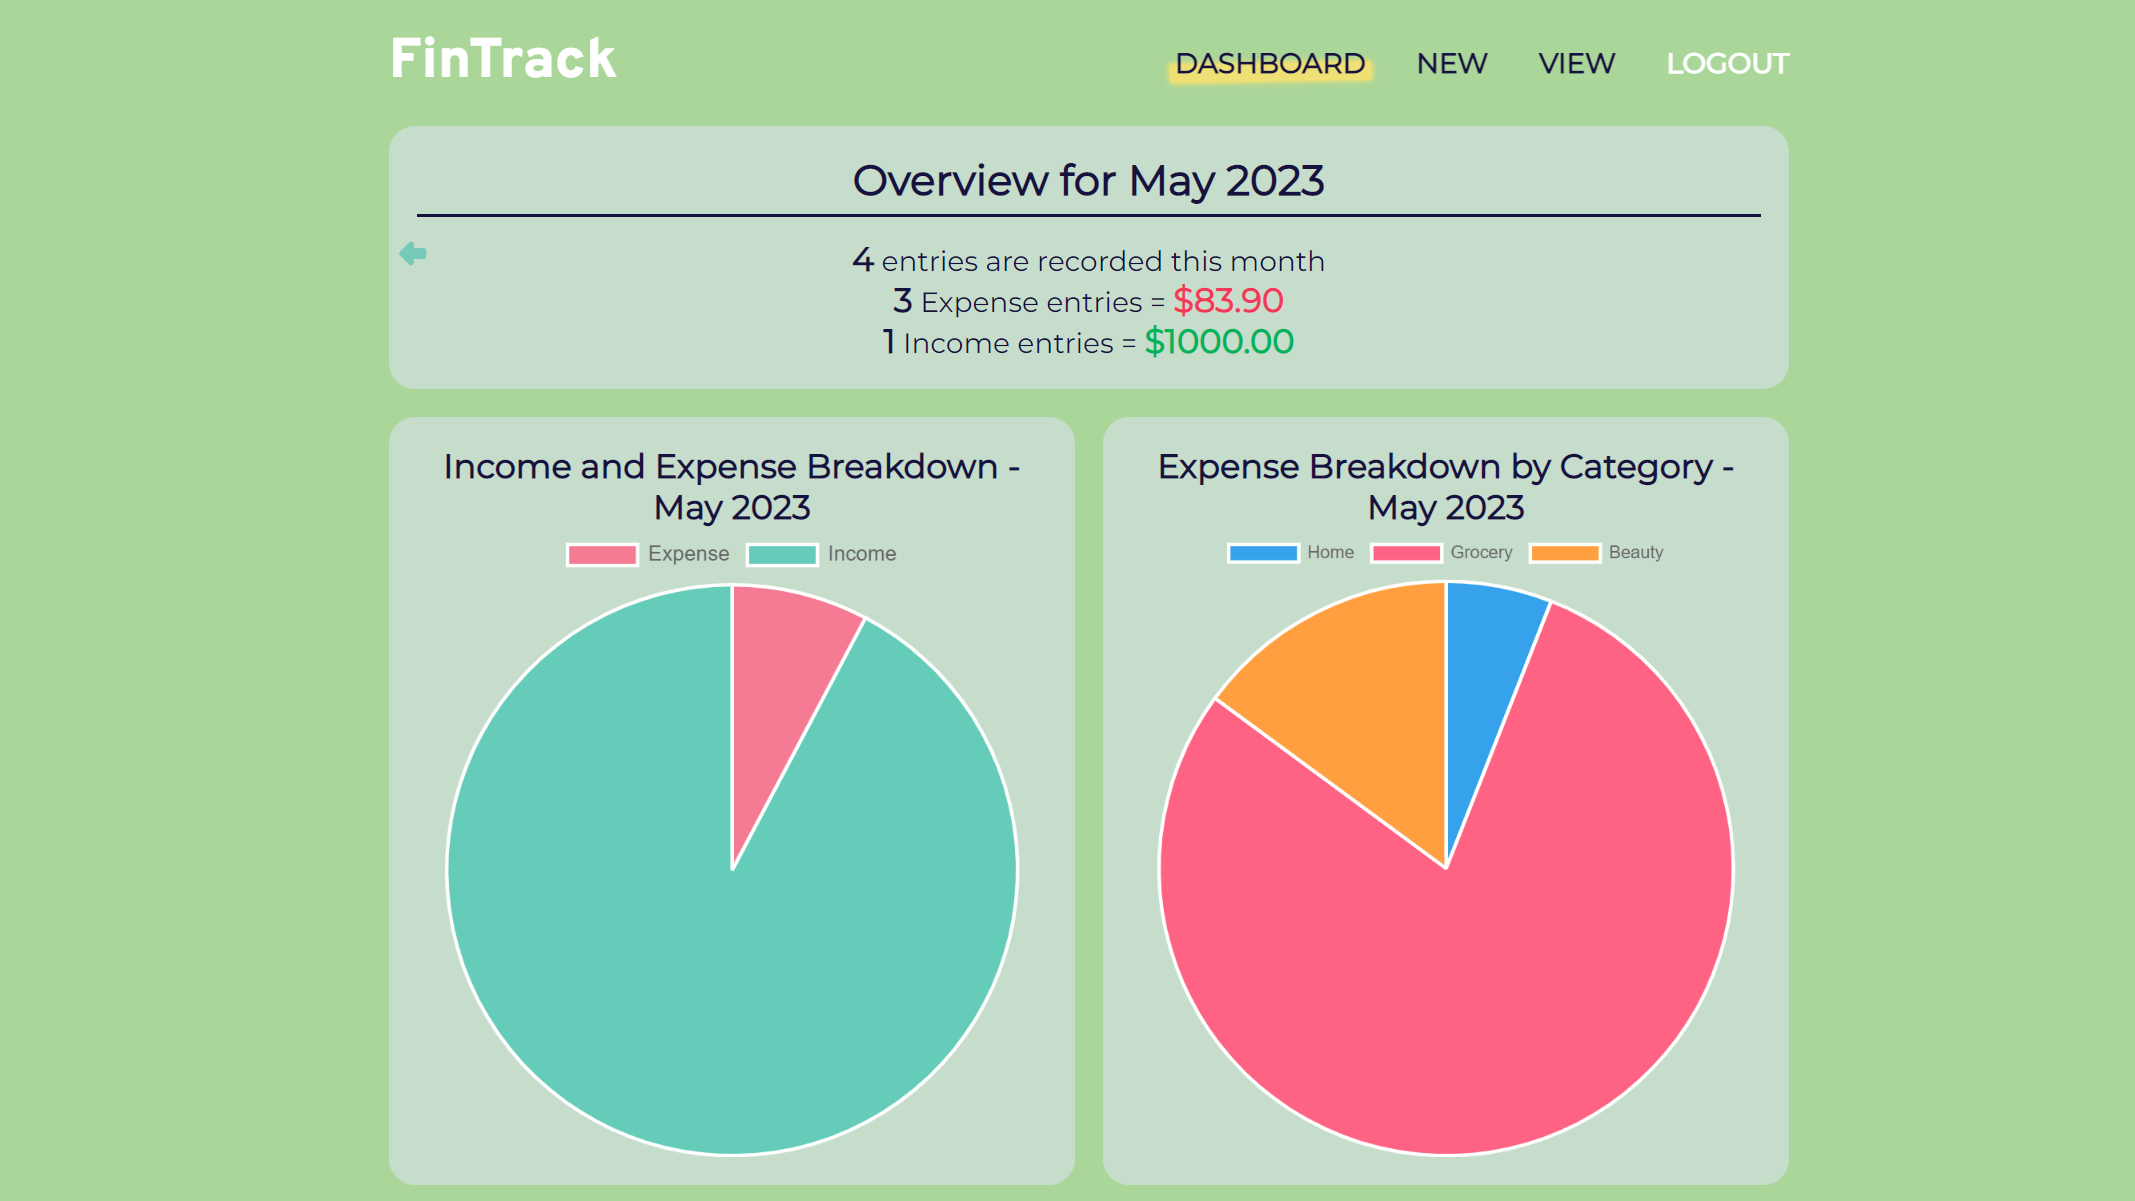 FinTrack
DASHBOARD NEW VIEW LOGOUT
Overview for May 2023
4 entries are recorded this month
3 Expense entries = $83.90
1 Income entries = $1000.00
Income and Expense Breakdown -
May 2023
Expense Income
Expense Breakdown by Category -
May 2023
Home Grocery Beauty